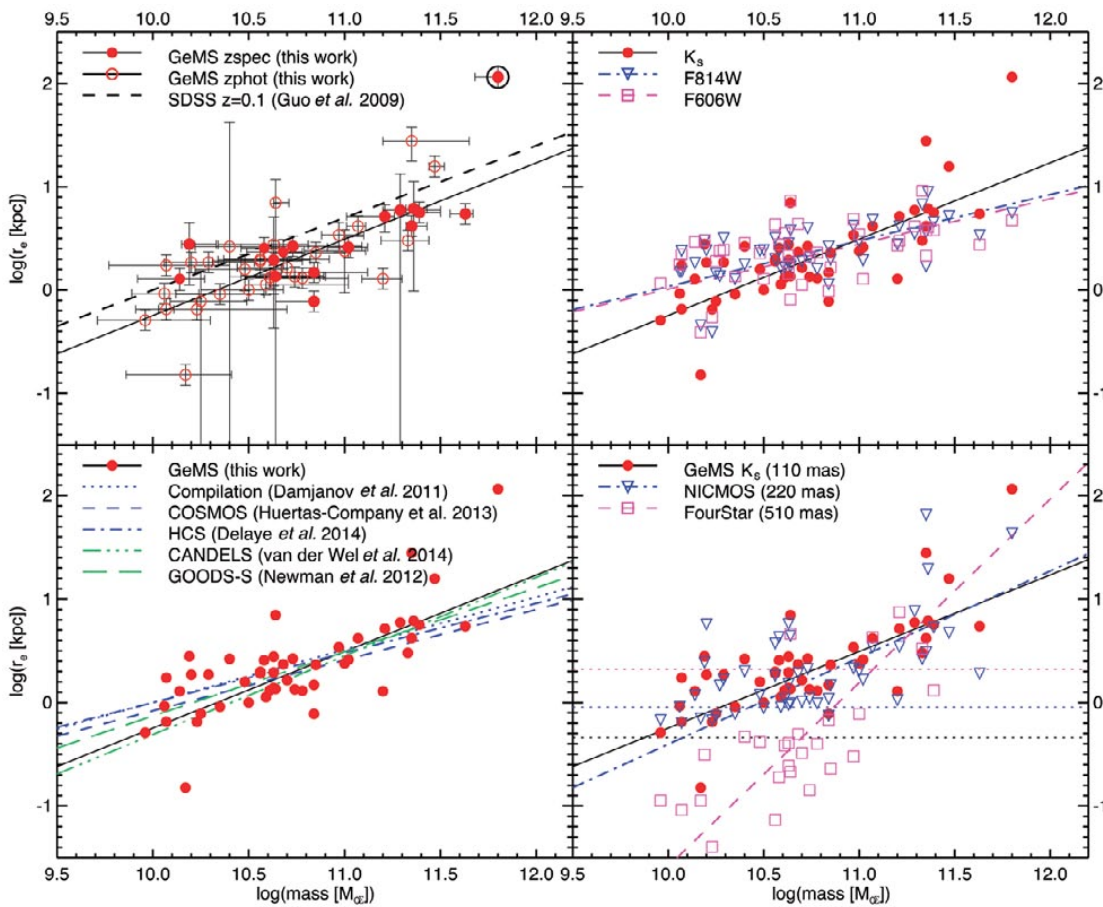 9.5 10.0 10.5 11.0 11.5 12.0 9.5 10.0 10.5 11.0 11.5 12.0
GeMS zspec (this work)
GeMS zphot (this work)
SDSS z=0.1 (Guo et al. 2009)
Ks
F814W
F606W
log(re [kpc])
2
1
0
-1
2
1
0
-1
GeMS (this work)
Compilation (Damjanov et al. 2011)
COSMOS (Huertas-Company et al. 2013)
HCS (Delaye et al. 2014)
CANDELS (van der Wel et al. 2014)
GOODS-S (Newman et al. 2012)
GeMS Ks (110 mas)
NICMOS (220 mas)
FourStar (510 mas)
log(re [kpc])
2
1
0
-1
2
1
0
-1
9.5 10.0 10.5 11.0 11.5 12.0 9.5 10.0 10.5 11.0 11.5 12.0
log(mass [Mœ]) log(mass [Mœ])